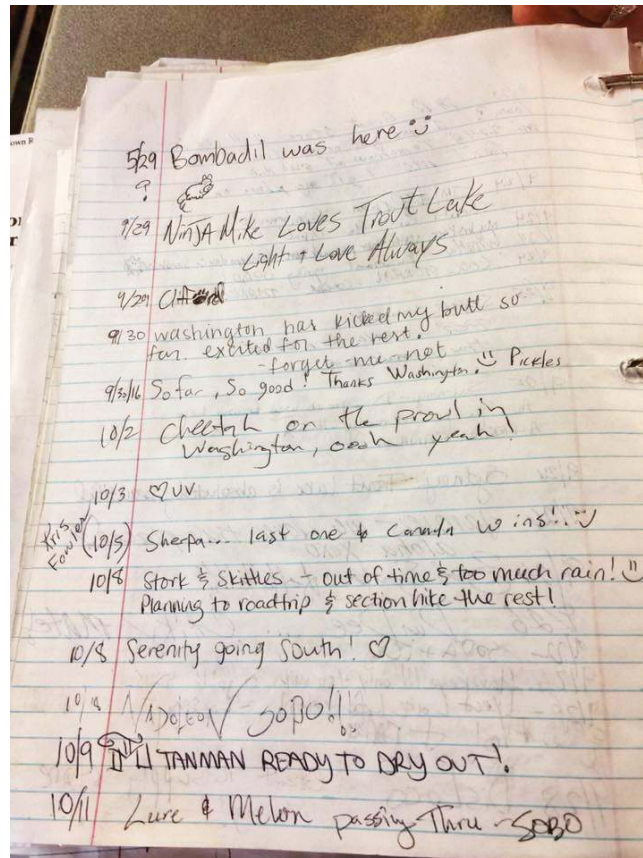 5/29 Bombadil was here
?
9/29 Ninja Mike Loves Trout Lake
Light + Love Always
9/29
9/30 washington has kicked my butt so
far. excited for the rest.
-forget-me-not
9/30/16 So far, So good! Thanks Washington. Pickles
10/2 Cheetah on the prowl in
Washington, oooh yeah!
10/3 ♡UV
Kris
Fowler
(10/5) Sherpa... last one to Canada wins!!
10/8 Stork & Skittles - out of time & too much rain!
Planning to roadtrip & section hike the rest!
10/8 Serenity going South! ♡
NAPOLEON SOBO!!
10/9 TANMAN READY TO DRY OUT!
10/11 Lure & Melon passing Thru - SOBO